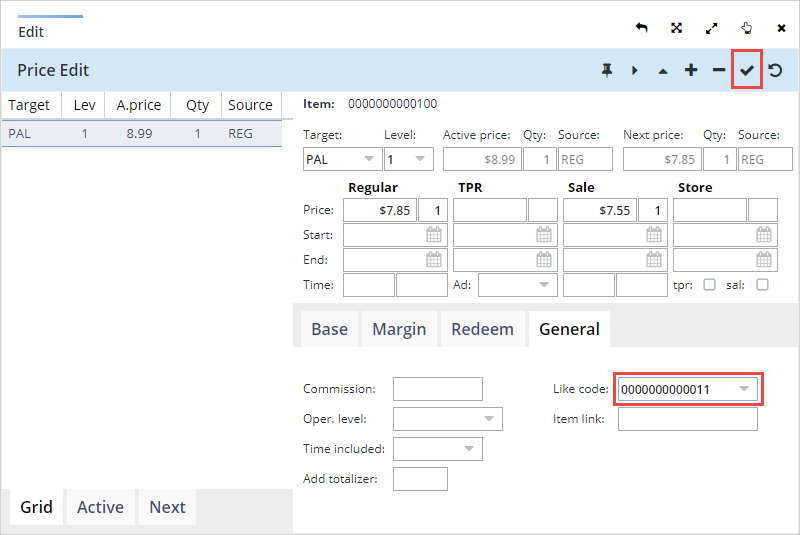 Edit
Price Edit
Target Lev A.price Qty Source
PAL 1 8.99 1 REG
Item: 0000000000100
Target: Level: Active price: Qty: Source: Next price: Qty: Source:
PAL 1 $8.99 1 REG $7.85 1 REG
Regular TPR Sale Store
Price: $7.85 1 $7.55 1
Start:
End:
Time: Ad: tpr: sal:
Base Margin Redeem General
Commission: Like code: 0000000000011
Oper. level: Item link:
Time included:
Add totalizer:
Grid Active Next